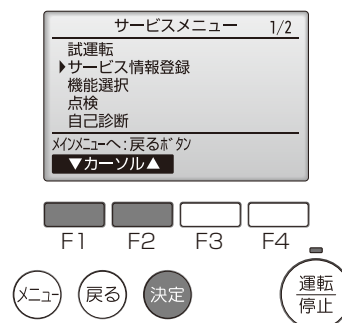 サービスメニュー 1/2
試運転
▶サービス情報登録
機能選択
点検
自己診断
ﾒｲﾝﾒﾆｭｰへ:戻るﾎﾞﾀﾝ
▼カーソル▲
F1 F2 F3 F4
メニュー 戻る 決定 運転
停止